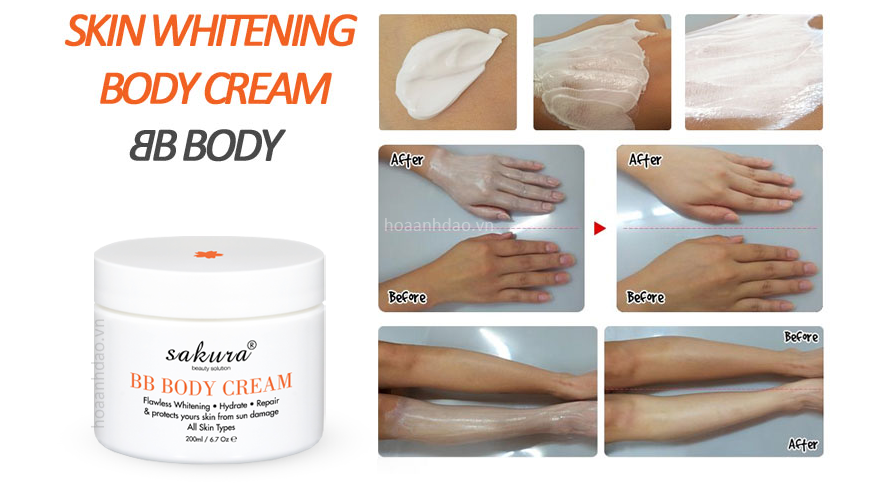 SKIN WHITENING
BODY CREAM
BB BODY
sakura®
beauty solution
BB BODY CREAM
Flawless Whitening • Hydrate • Repair
& protects yours skin from sun damage
All Skin Types
200ml / 6.7 Oz ℮
hoaanhdao.vn
After
hoaanhdao.vn
Before
After
Before
Before
After